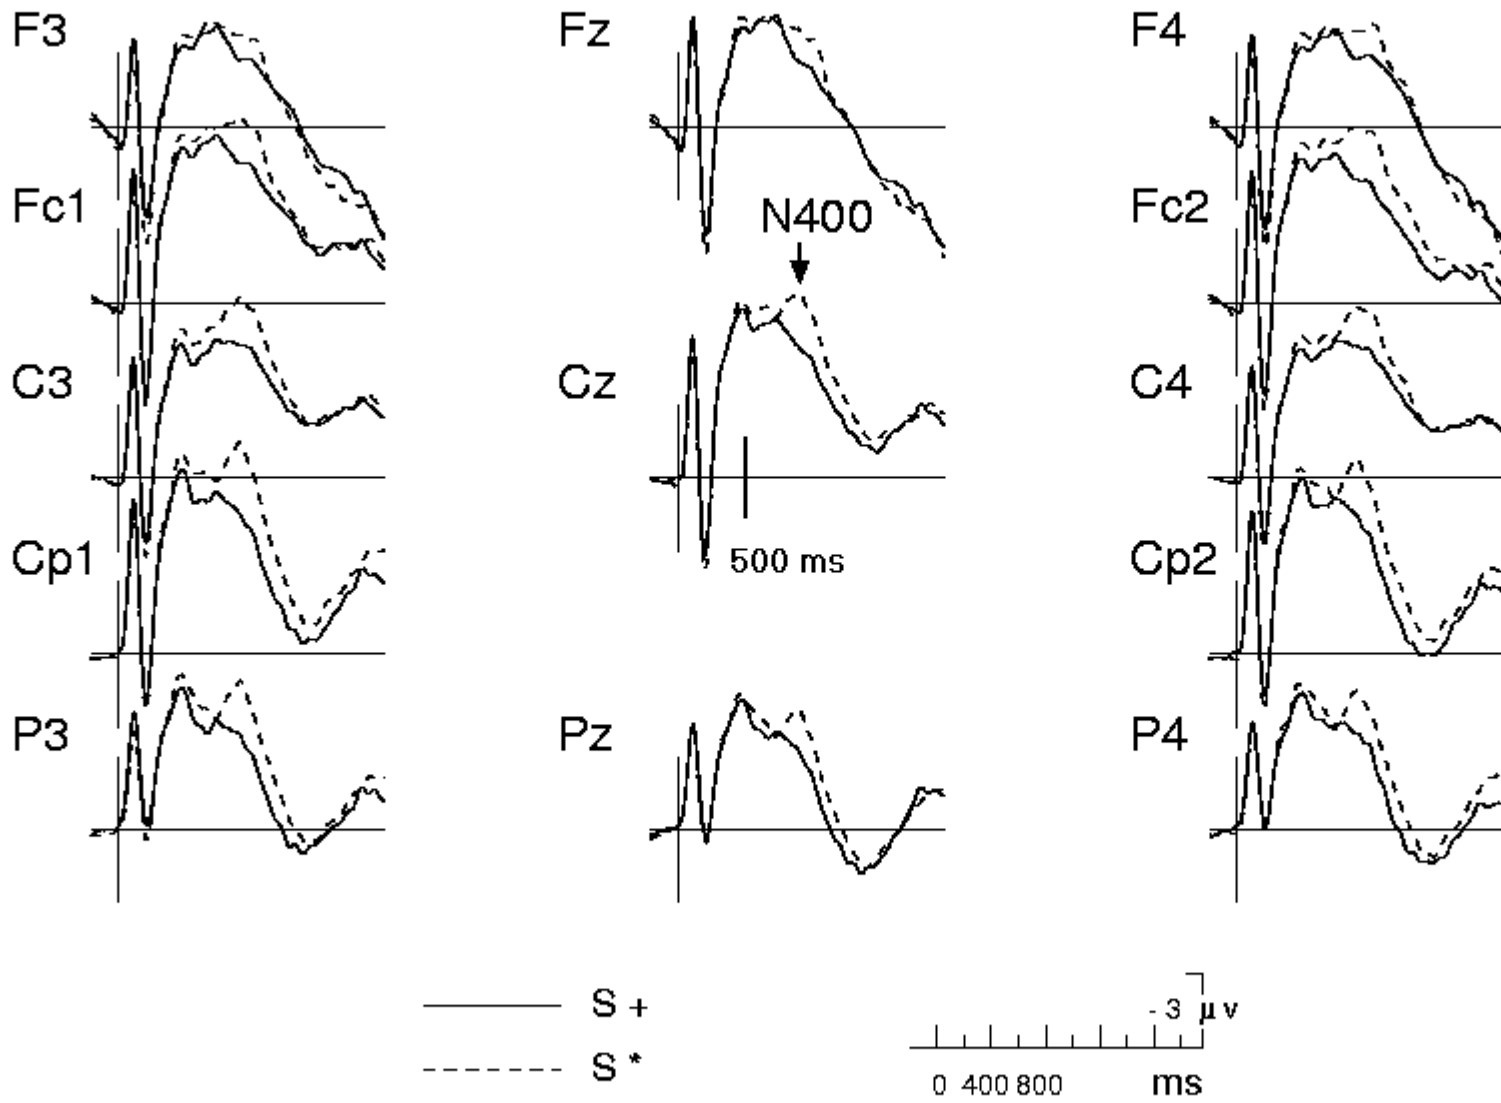 F3 Fz F4
Fc1 N400 Fc2
C3 Cz C4
Cp1 500 ms Cp2
P3 Pz P4
S +
- 3 μv
S *
0 400 800 ms